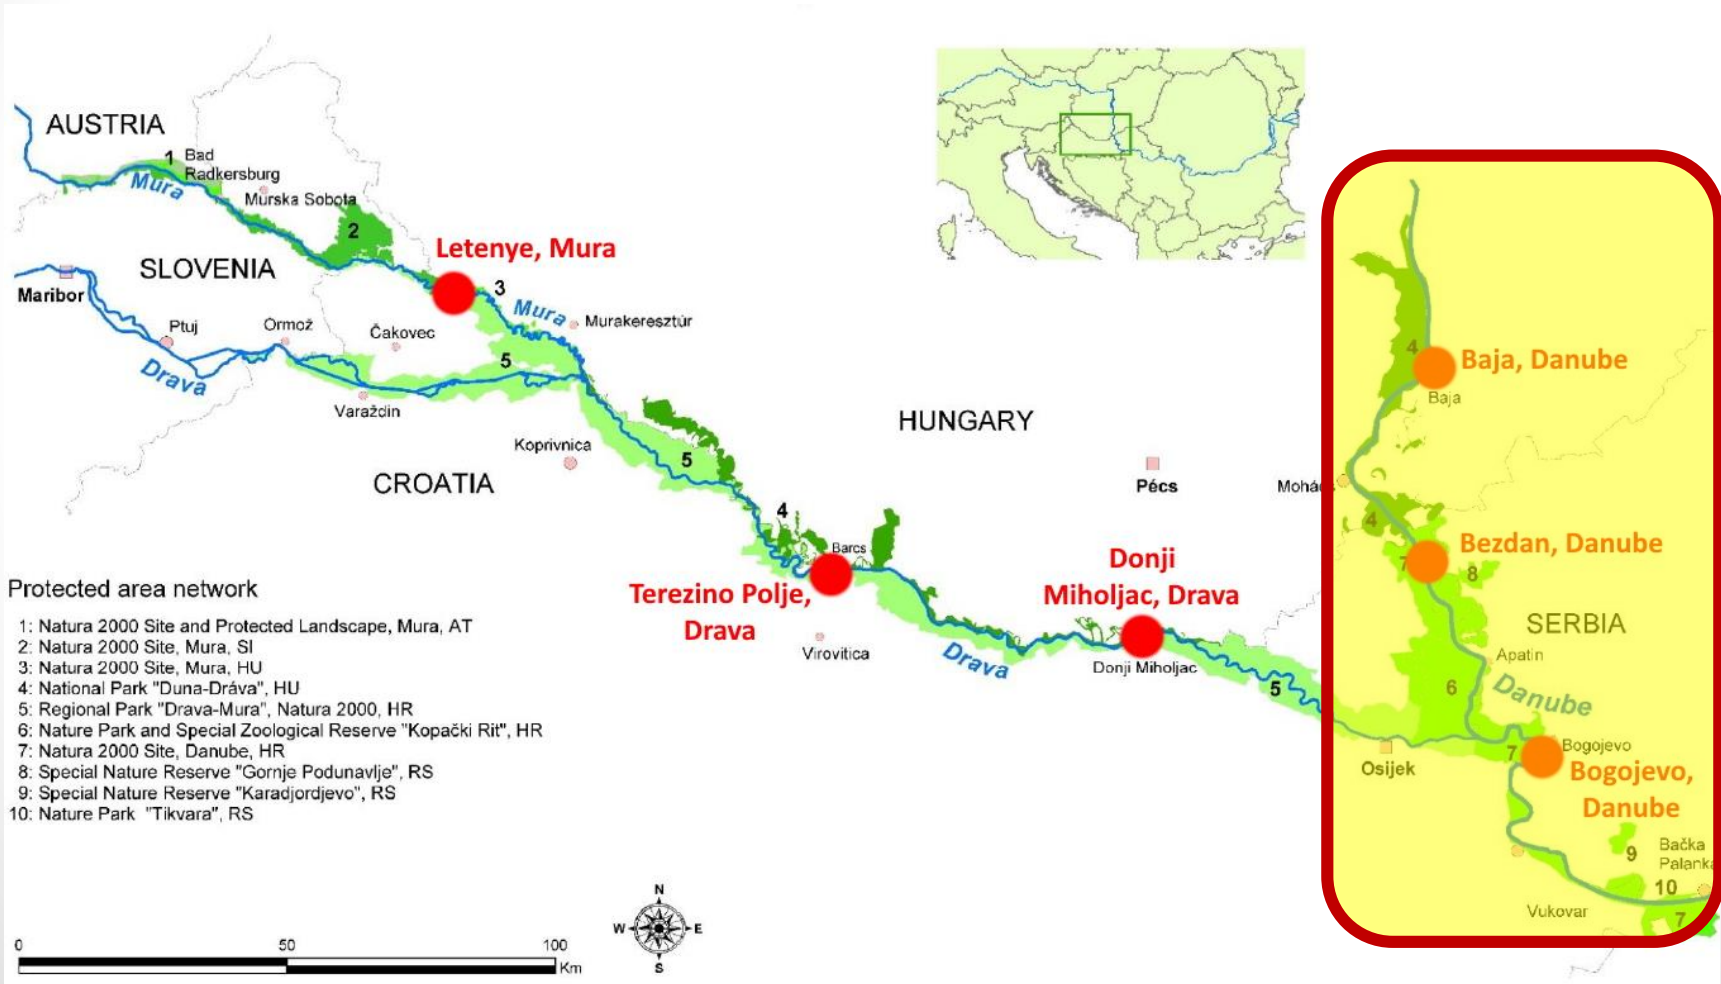 AUSTRIA
1
Bad
Radkersburg
Mura
Murska Sobota
2
SLOVENIA
Letenye, Mura
3
Mura
Maribor
Ptuj
Ormož
Čakovec
Murakeresztúr
Drava
5
Varaždin
HUNGARY
Koprivnica
5
CROATIA
Pécs
4
Barcs
Terezino Polje,
Drava
Virovitica
Donji
Miholjac, Drava
Drava
Donji Miholjac
5
4
Baja, Danube
Baja
4
Bezdan, Danube
7
8
SERBIA
Apatin
Danube
6
7
Bogojevo
Osijek
Bogojevo,
Danube
9
Bačka
10
Vukovar
7
Protected area network
1: Natura 2000 Site and Protected Landscape, Mura, AT
2: Natura 2000 Site, Mura, SI
3: Natura 2000 Site, Mura, HU
4: National Park "Duna-Dráva", HU
5: Regional Park "Drava-Mura", Natura 2000, HR
6: Nature Park and Special Zoological Reserve "Kopački Rit", HR
7: Natura 2000 Site, Danube, HR
8: Special Nature Reserve "Gornje Podunavlje", RS
9: Special Nature Reserve "Karadjordjevo", RS
10: Nature Park "Tikvara", RS
0 50 100
Km
N
W E
S